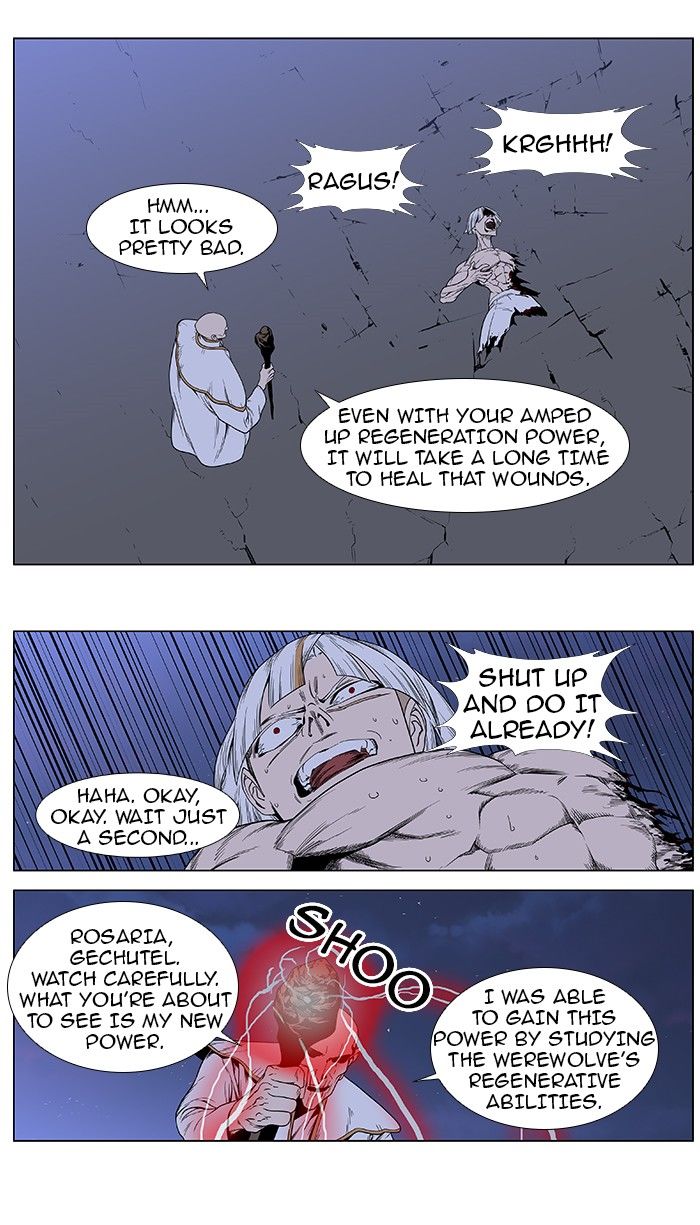 KRGHHH!
RAGUS!
HMM...
IT LOOKS
PRETTY BAD.
EVEN WITH YOUR AMPED
UP REGENERATION POWER,
IT WILL TAKE A LONG TIME
TO HEAL THAT WOUNDS.
SHUT UP
AND DO IT
ALREADY!
HAHA. OKAY,
OKAY. WAIT JUST
A SECOND...
ROSARIA,
GECHUTEL.
WATCH CAREFULLY.
WHAT YOU'RE ABOUT
TO SEE IS MY NEW
POWER.
SHOO
I WAS ABLE
TO GAIN THIS
POWER BY STUDYING
THE WEREWOLVE'S
REGENERATIVE
ABILITIES.